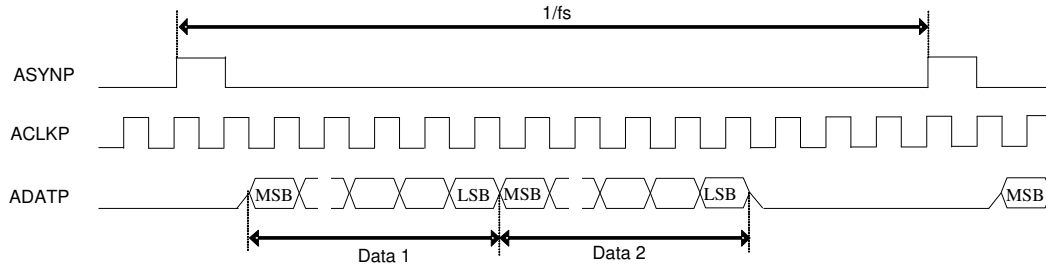 1/fs
ASYNP
ACLKP
ADATP
MSB LSB MSB LSB MSB
Data 1 Data 2